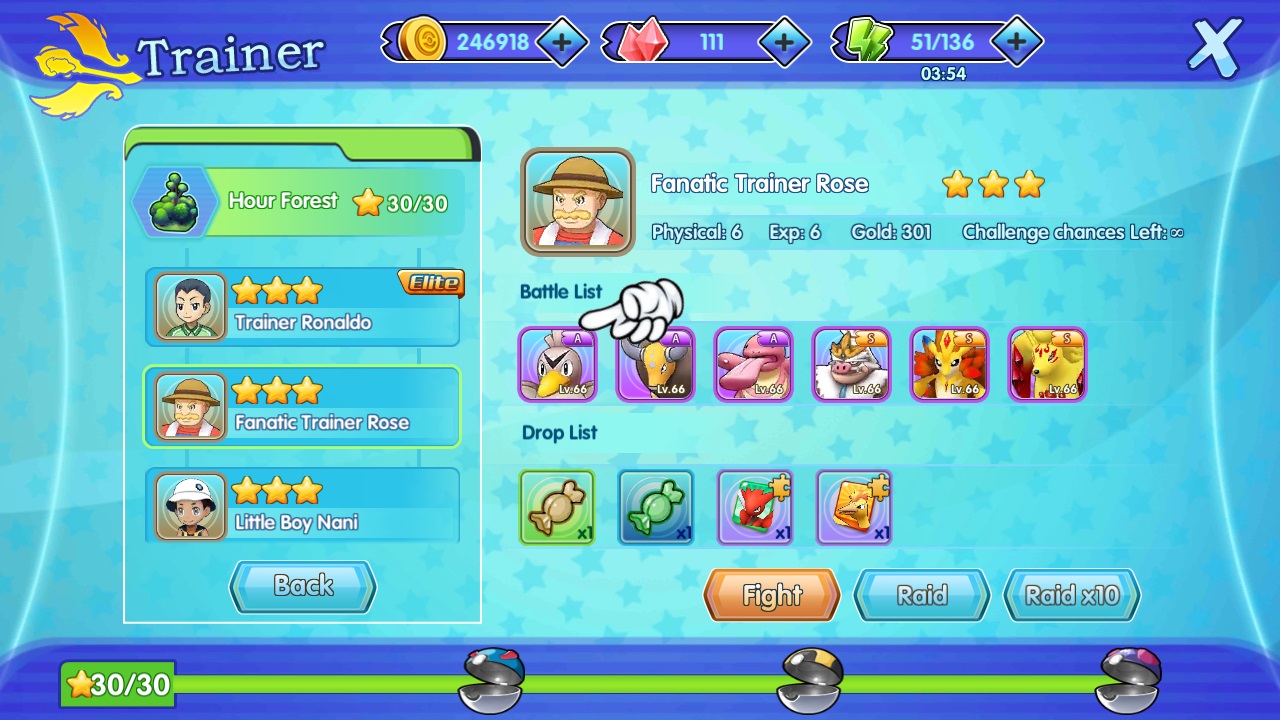 Trainer
246918
111
51/136
03:54
Hour Forest 30/30
Elite
Trainer Ronaldo
Fanatic Trainer Rose
Little Boy Nani
Back
Fanatic Trainer Rose
Physical: 6 Exp: 6 Gold: 301 Challenge chances Left: ∞
Battle List
A A A S S S
Lv.66 Lv.66 Lv.66 Lv.66 Lv.66 Lv.66
Drop List
x1 x1 x1 x1
Fight Raid Raid x10
30/30